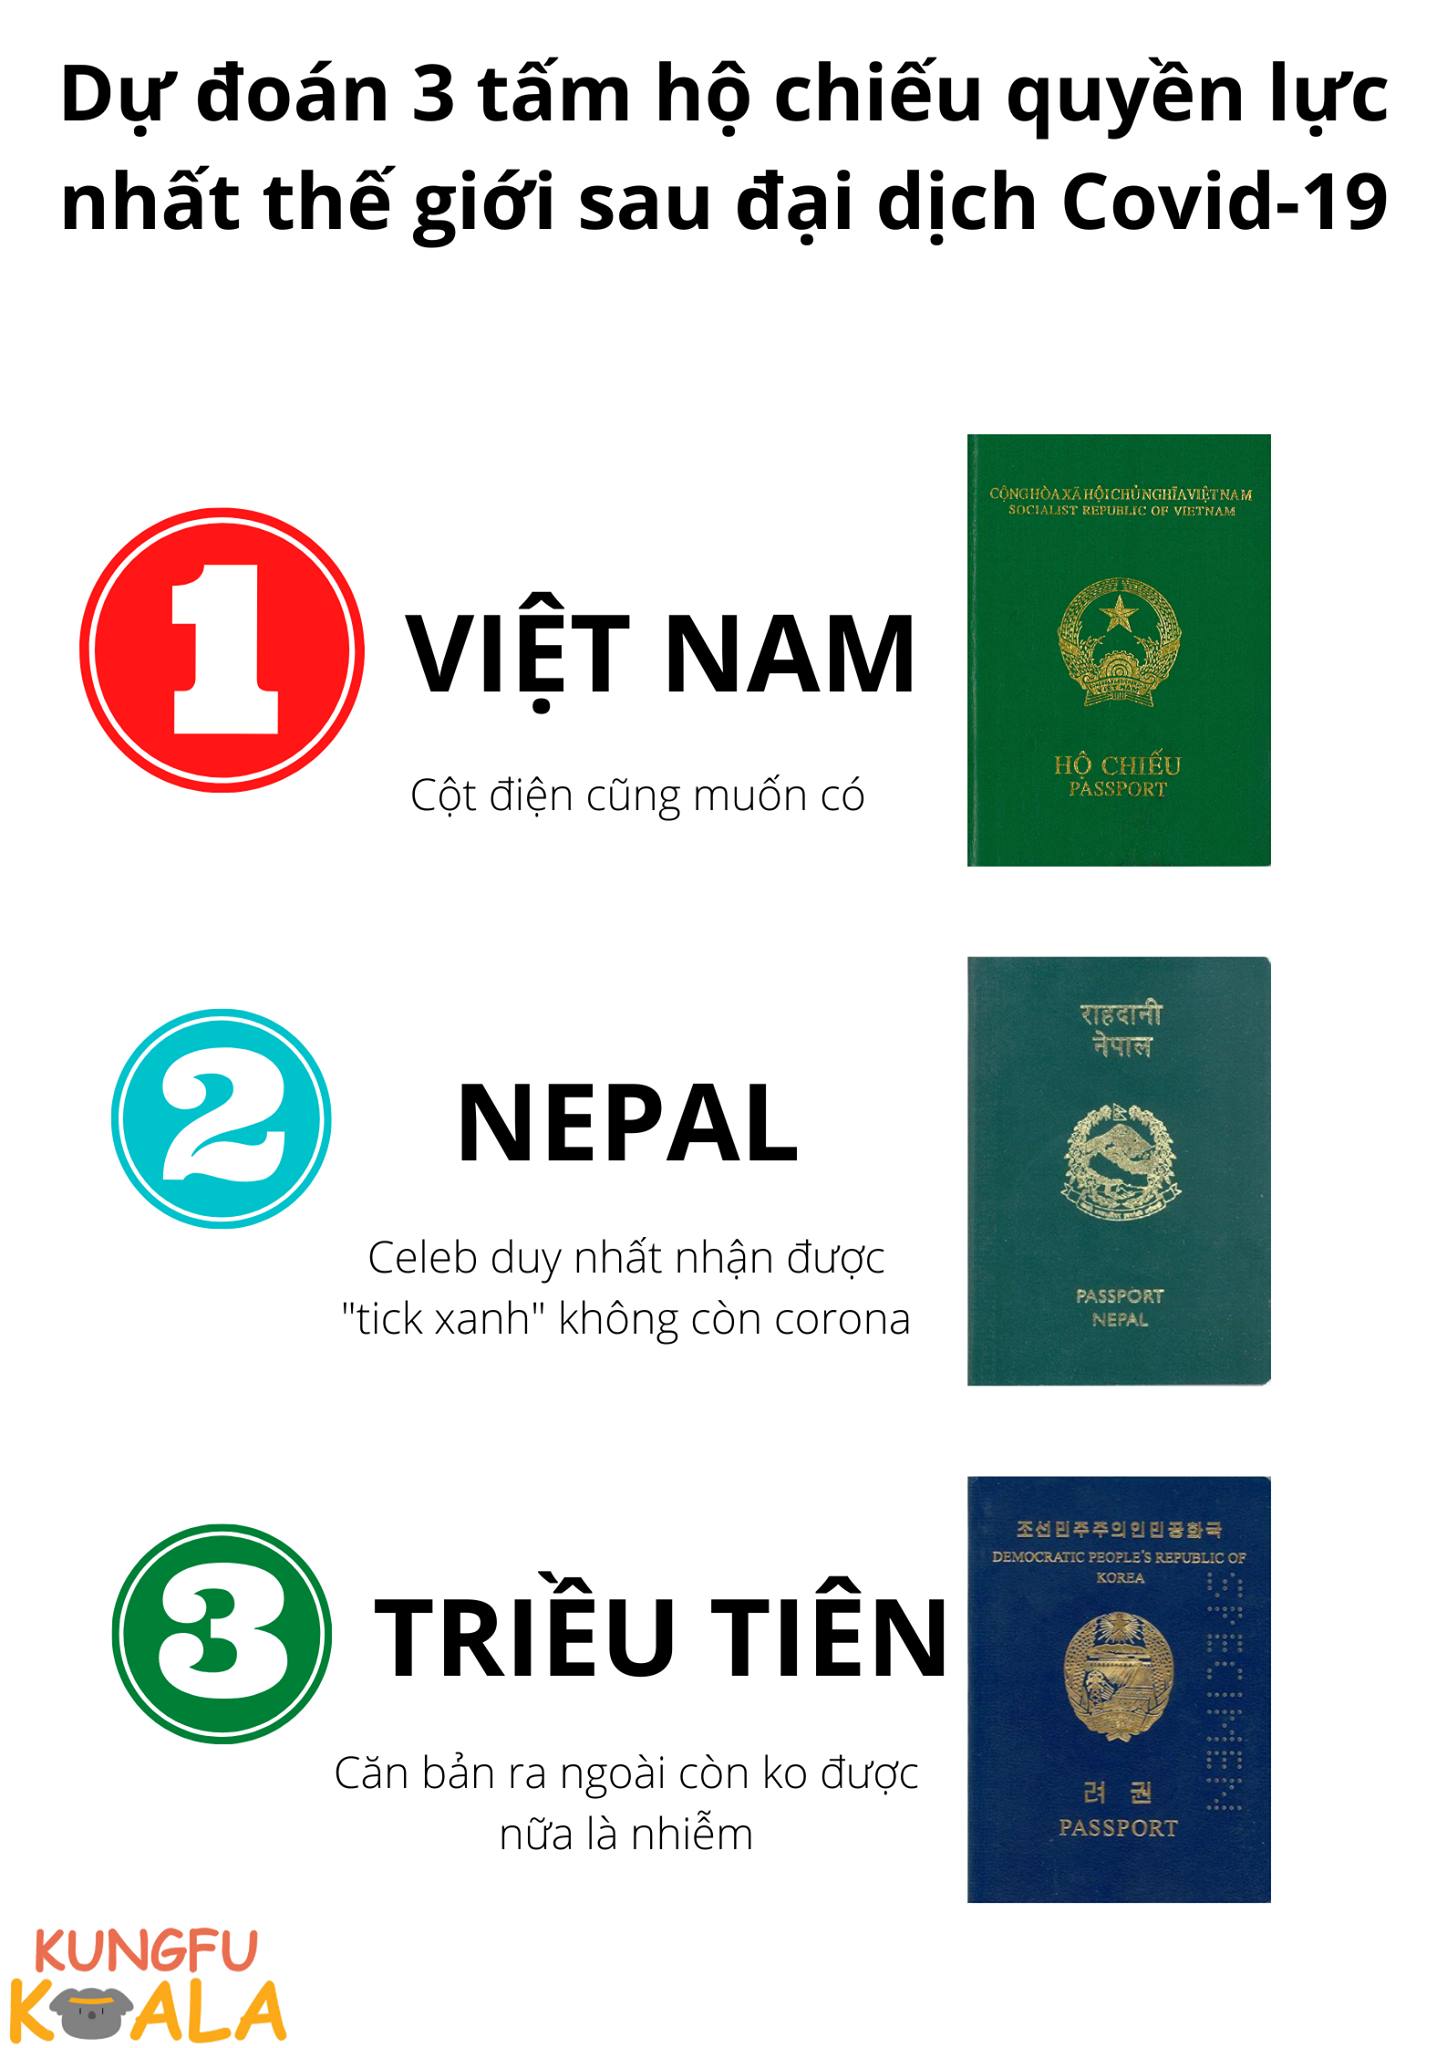 Dự đoán 3 tấm hộ chiếu quyền lực
nhất thế giới sau đại dịch Covid-19
1
VIỆT NAM
Cột điện cũng muốn có
CỘNG HÒA XÃ HỘI CHỦ NGHĨA VIỆT NAM
SOCIALIST REPUBLIC OF VIETNAM
VIỆT NAM
HỘ CHIẾU
PASSPORT
2
NEPAL
Celeb duy nhất nhận được
"tick xanh" không còn corona
राहदानी
नेपाल
PASSPORT
NEPAL
3
TRIỀU TIÊN
Căn bản ra ngoài còn ko được
nữa là nhiễm
조선민주주의인민공화국
DEMOCRATIC PEOPLE'S REPUBLIC OF
KOREA
SPECIMEN
려 권
PASSPORT
KUNGFU
KOALA